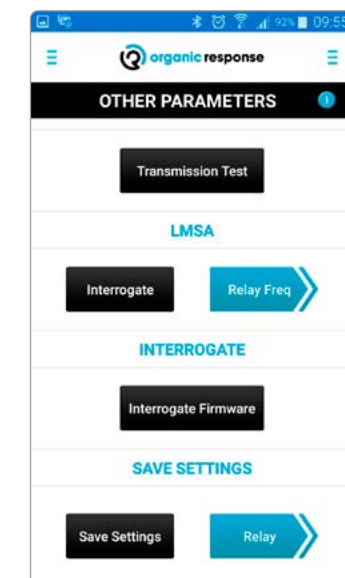 92% 09:55
organic response
OTHER PARAMETERS i
Transmission Test
LMSA
Interrogate Relay Freq
INTERROGATE
Interrogate Firmware
SAVE SETTINGS
Save Settings Relay